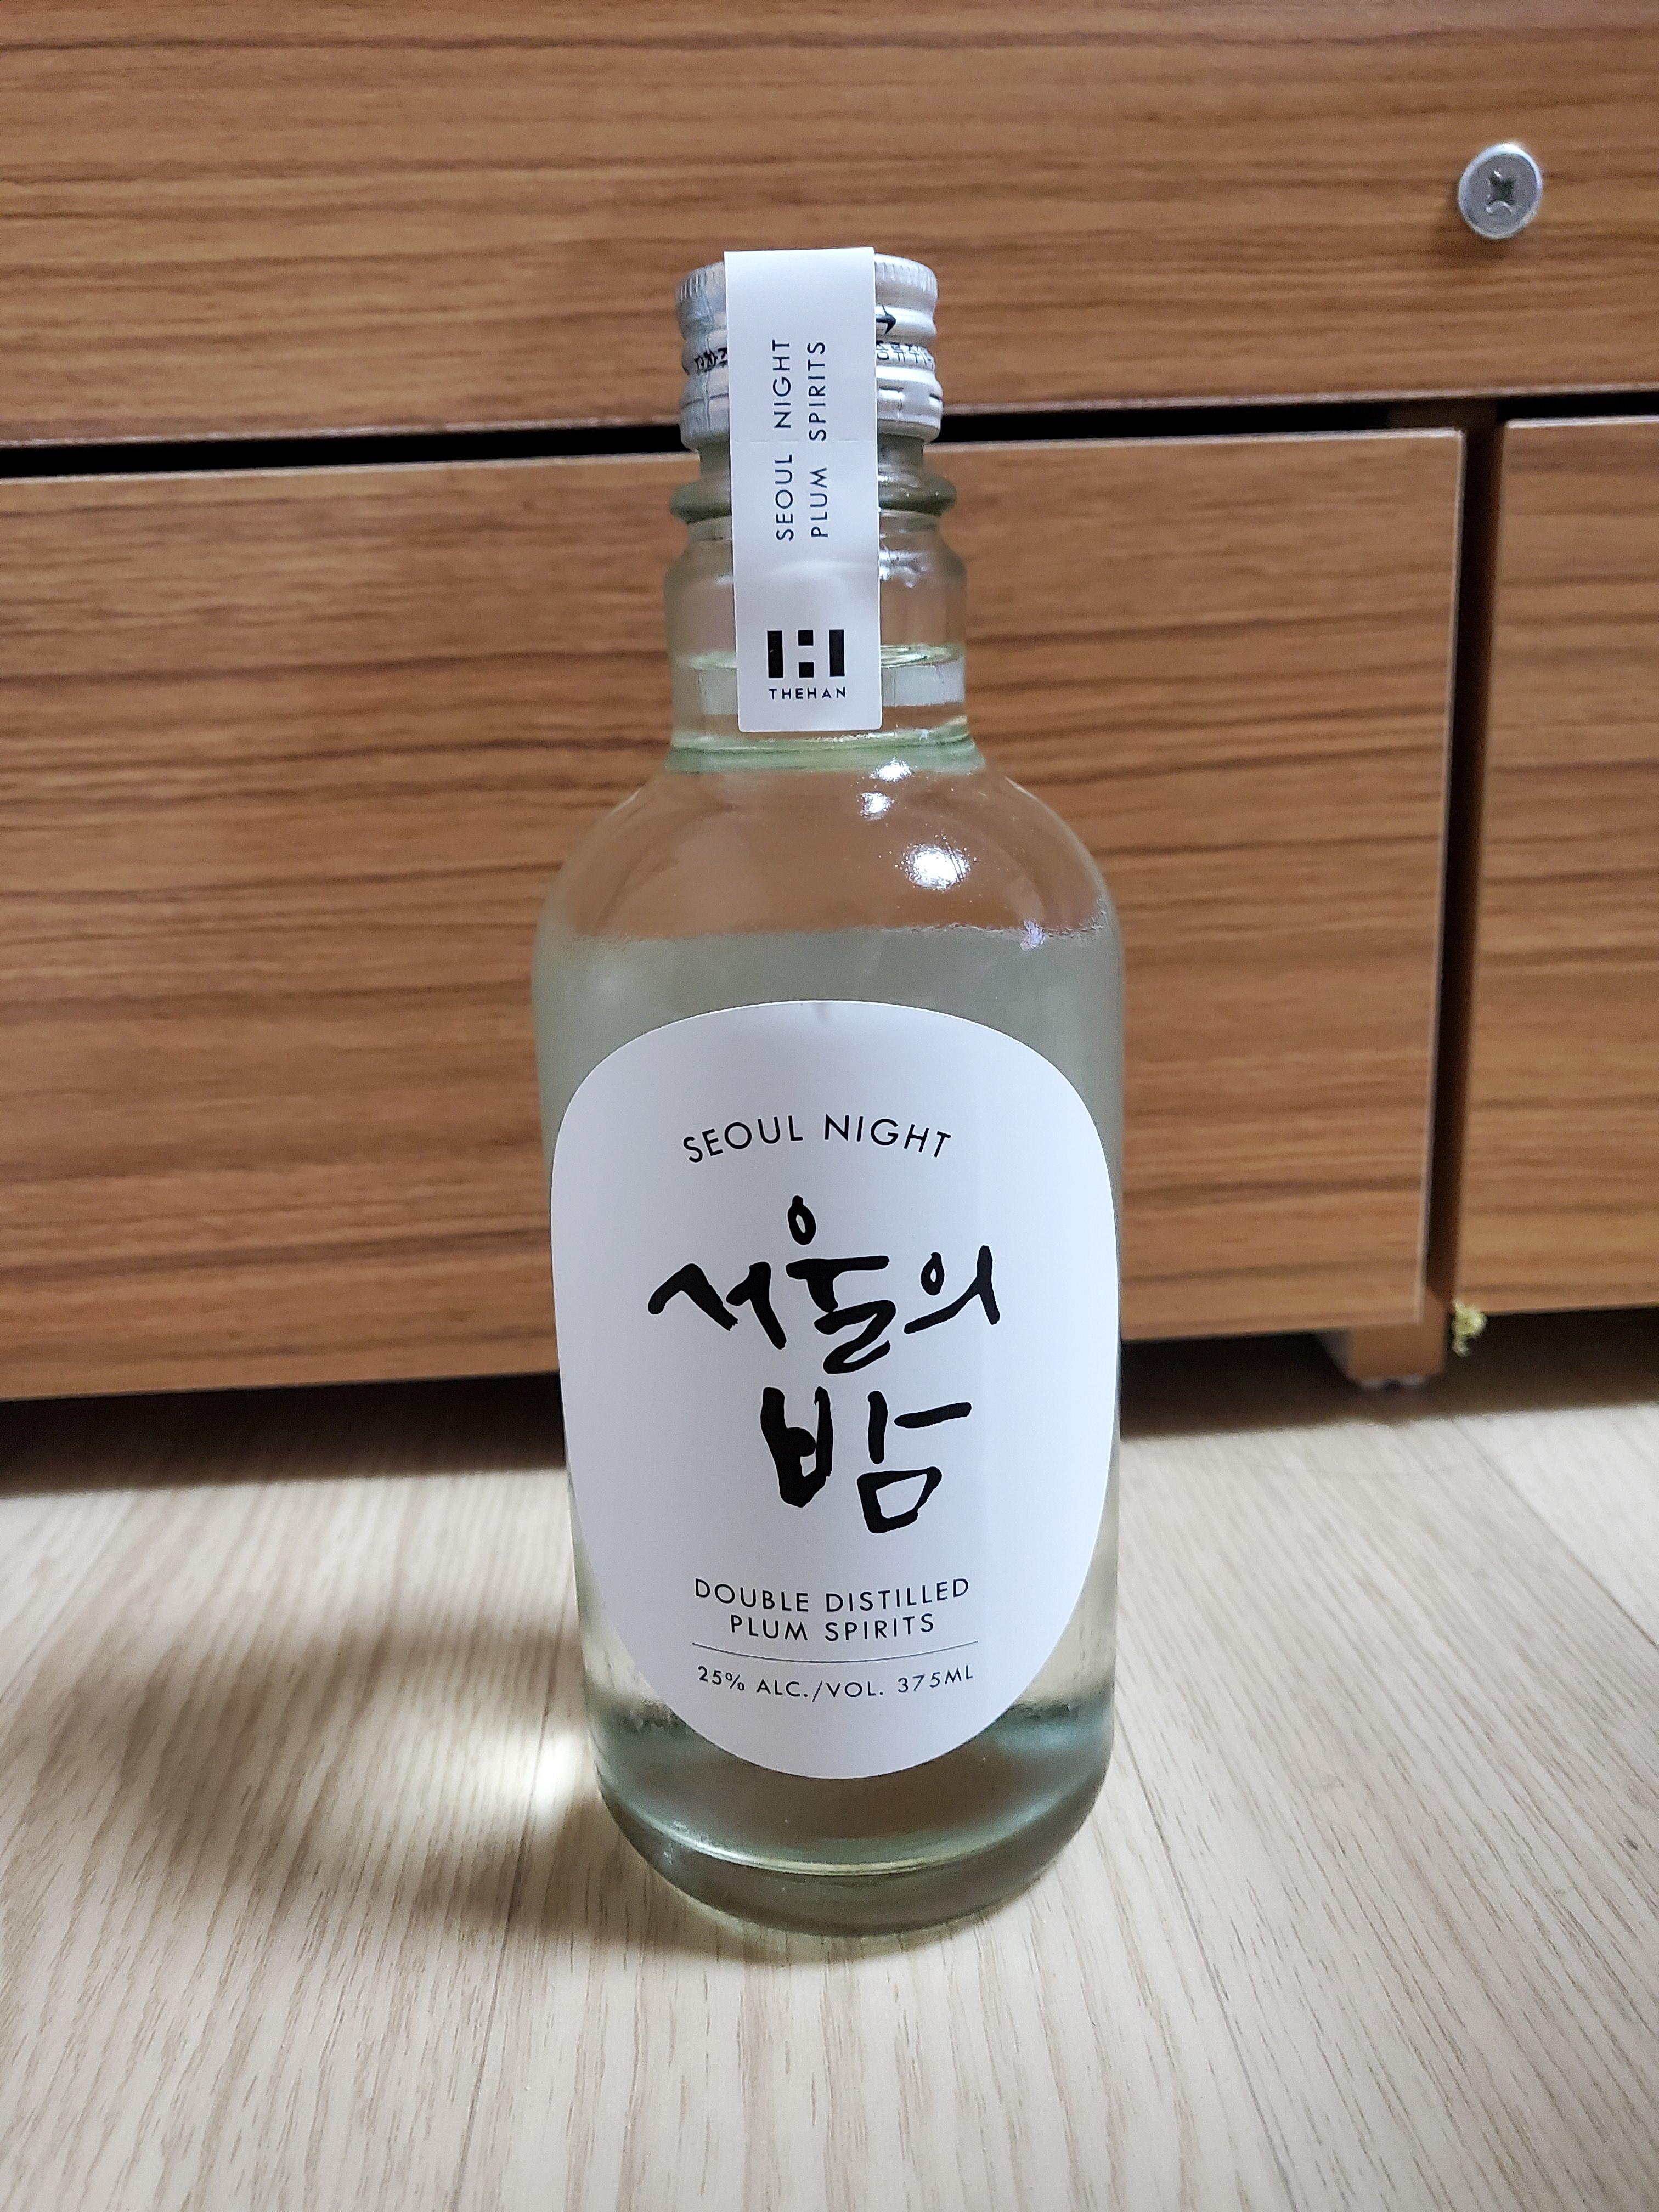 SEOUL NIGHT
PLUM SPIRITS
THEHAN
SEOUL NIGHT
서울의
밤
DOUBLE DISTILLED
PLUM SPIRITS
25% ALC./VOL. 375ML